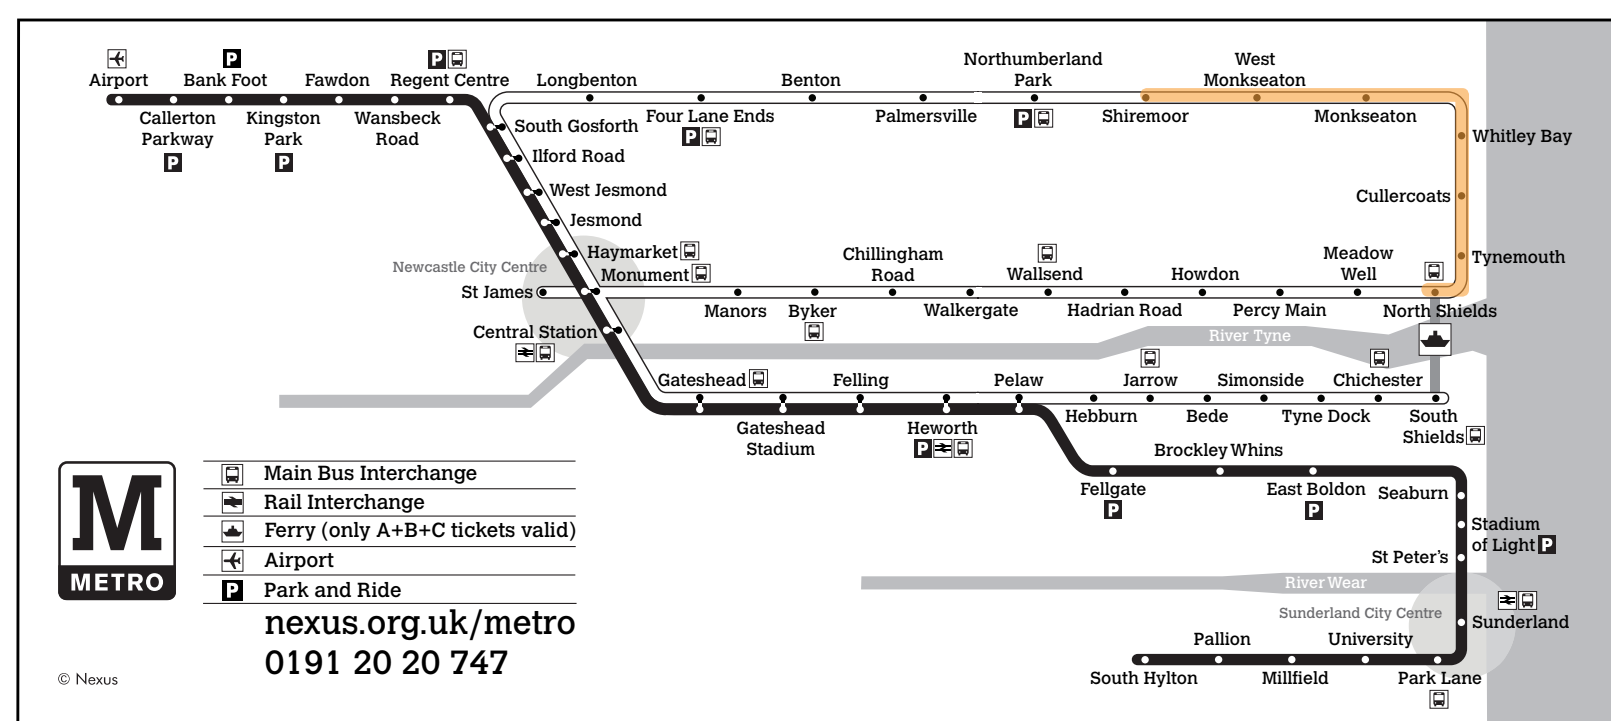 Airport
Bank Foot
Fawdon
Regent Centre
Callerton
Parkway
Kingston
Park
Wansbeck
Road
Longbenton
Benton
Northumberland
Park
West
Monkseaton
South Gosforth
Four Lane Ends
Palmersville
Shiremoor
Monkseaton
Whitley Bay
Ilford Road
West Jesmond
Cullercoats
Jesmond
Haymarket
Newcastle City Centre
Monument
Chillingham
Road
Wallsend
Howdon
Meadow
Well
Tynemouth
St James
Manors
Byker
Walkergate
Hadrian Road
Percy Main
North Shields
Central Station
River Tyne
Gateshead
Felling
Pelaw
Jarrow
Simonside
Chichester
Gateshead
Stadium
Heworth
Hebburn
Bede
Tyne Dock
South
Shields
Brockley Whins
Fellgate
East Boldon
Seaburn
Stadium
of Light P
St Peter's
River Wear
Sunderland City Centre
Sunderland
Pallion
University
South Hylton
Millfield
Park Lane
M
METRO
Main Bus Interchange
Rail Interchange
Ferry (only A+B+C tickets valid)
Airport
P Park and Ride
nexus.org.uk/metro
0191 20 20 747
© Nexus